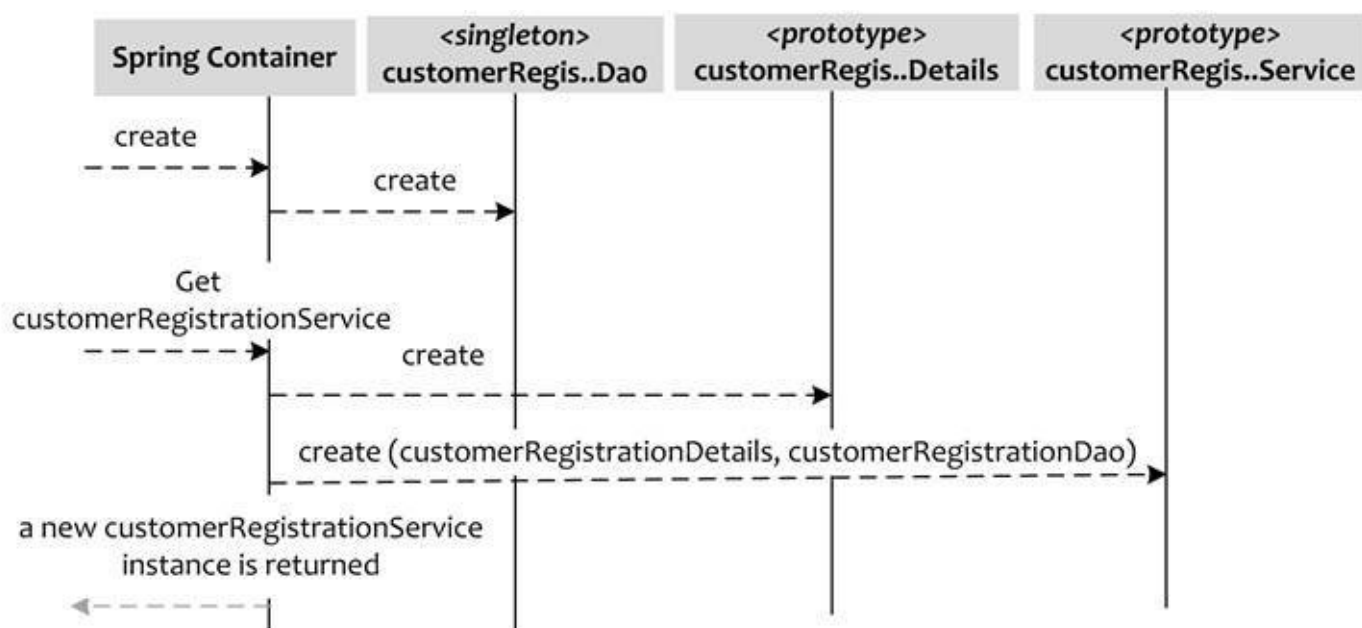 Spring Container
<singleton>
customerRegis..Dao
<prototype>
customerRegis..Details
<prototype>
customerRegis..Service
create
create
Get
customerRegistrationService
create
create (customerRegistrationDetails, customerRegistrationDao)
a new customerRegistrationService
instance is returned